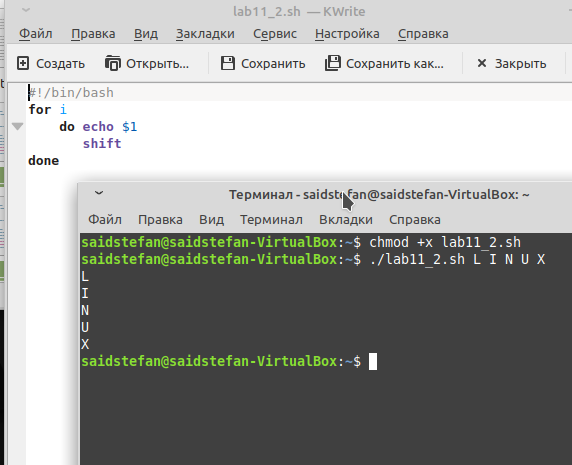 lab11_2.sh — KWrite
Файл Правка Вид Закладки Сервис Настройка Справка
Создать Открыть... Сохранить Сохранить как... Закрыть
#!/bin/bash
for i
do echo $1
shift
done
Терминал - saidstefan@saidstefan-VirtualBox: ~
Файл Правка Вид Терминал Вкладки Справка
saidstefan@saidstefan-VirtualBox:~$ chmod +x lab11_2.sh
saidstefan@saidstefan-VirtualBox:~$ ./lab11_2.sh L I N U X
L
I
N
U
X
saidstefan@saidstefan-VirtualBox:~$